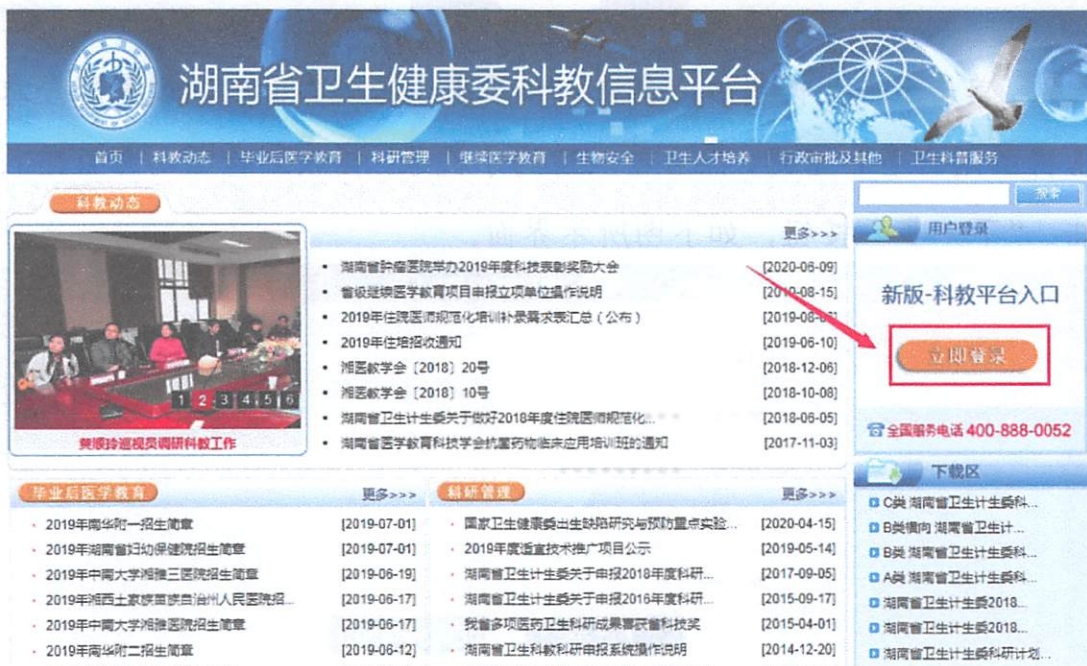 湖南省卫生健康委科教信息平台
首页 | 科教动态 | 毕业后医学教育 | 科研管理 | 继续医学教育 | 生物安全 | 卫生人才培养 | 行政审批及其他 | 卫生科普服务
科教动态
更多>>>
湖南省肿瘤医院举办2019年度科技表彰奖励大会 [2020-06-09]
省级继续医学教育项目申报立项单位操作说明 [2019-08-15]
2019年住院医师规范化培训补录需求表汇总(公布) [2019-08-
2019年住培招收通知 [2019-06-10]
湘医教学会〔2018〕20号 [2018-12-06]
湘医教学会〔2018〕10号 [2018-10-08]
湖南省卫生计生委关于做好2018年度住院医师规范化... [2018-06-05]
湖南省医学教育科技学会抗菌药物临床应用培训班的通知 [2017-11-03]
1 2 3 4 5 6
樊顺玲巡视员调研科教工作
搜索
用户登录
新版-科教平台入口
立即登录
全国服务电话 400-888-0052
毕业后医学教育 更多>>>
2019年南华附一招生简章 [2019-07-01]
2019年湖南省妇幼保健院招生简章 [2019-07-01]
2019年中南大学湘雅三医院招生简章 [2019-06-19]
2019年湘西土家族苗族自治州人民医院招... [2019-06-17]
2019年中南大学湘雅医院招生简章 [2019-06-17]
2019年南华附二招生简章 [2019-06-12]
科研管理 更多>>>
国家卫生健康委出生缺陷研究与预防重点实验... [2020-04-15]
2019年度适宜技术推广项目公示 [2019-05-14]
湖南省卫生计生委关于申报2018年度科研... [2017-09-05]
湖南省卫生计生委关于申报2016年度科研... [2015-09-17]
我省多项医药卫生科研成果喜获省科技奖 [2015-04-01]
湖南省卫生科教科研申报系统操作说明 [2014-12-20]
下载区
C类 湖南省卫生计生委科...
B类横向 湖南省卫生计...
B类 湖南省卫生计生委科...
A类 湖南省卫生计生委科...
湖南省卫生计生委2018...
湖南省卫生计生委2018...
湖南省卫生计生委科研计划...